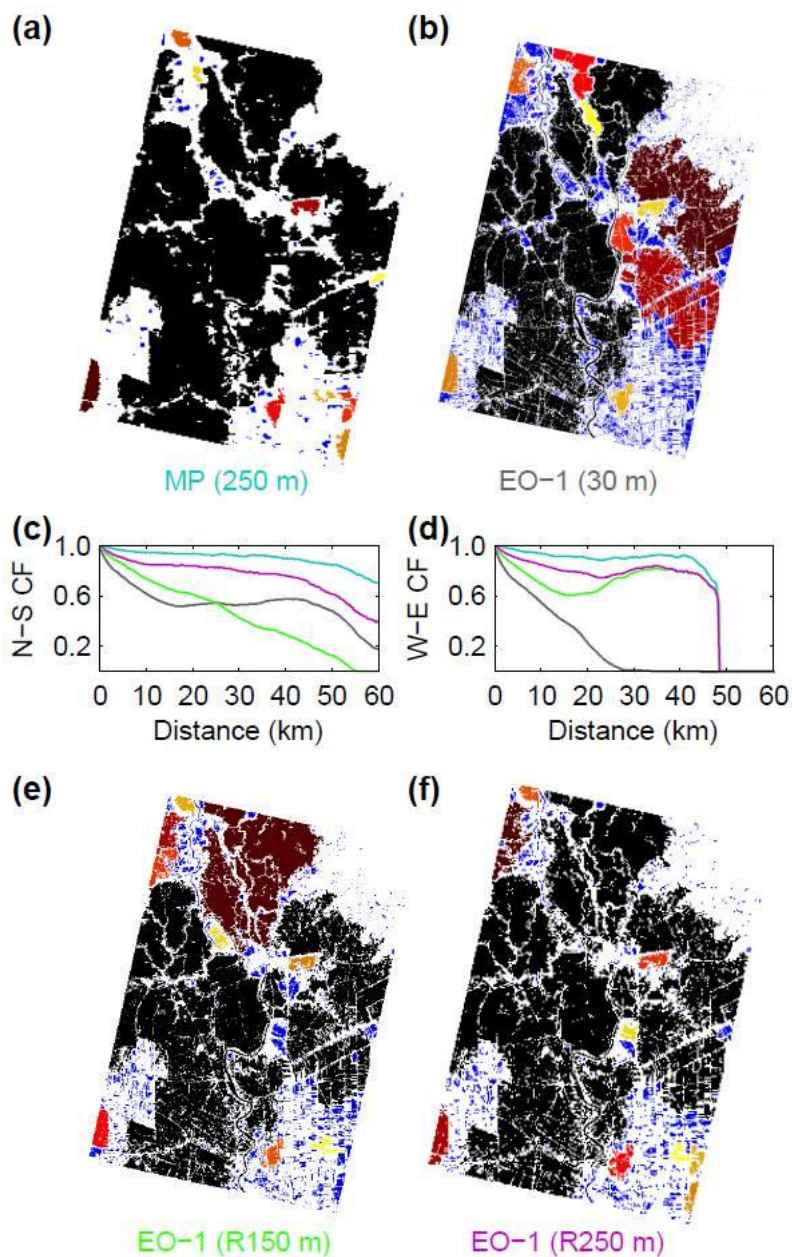 (a)
(b)
MP (250 m)
EO−1 (30 m)
(c)
(d)
N−S CF
1.0
0.6
0.2
0 10 20 30 40 50 60
Distance (km)
W−E CF
1.0
0.6
0.2
0 10 20 30 40 50 60
Distance (km)
(e)
(f)
EO−1 (R150 m)
EO−1 (R250 m)